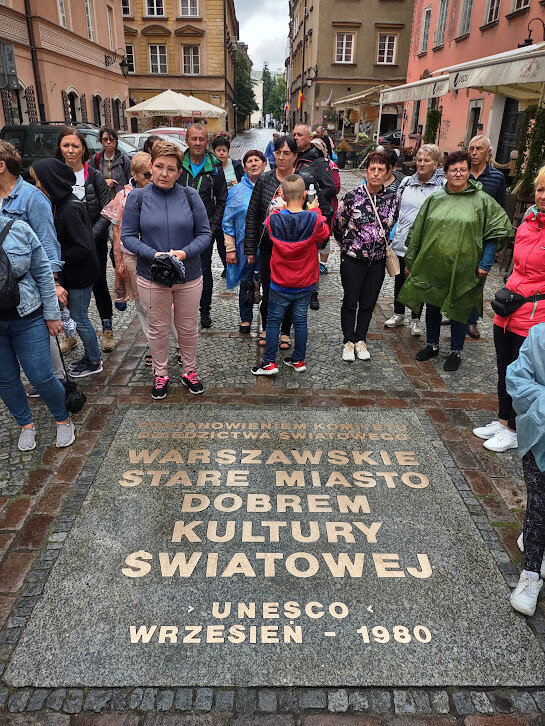 POSTANOWIENIEM KOMITETU
DZIEDZICTWA ŚWIATOWEGO
WARSZAWSKIE
STARE MIASTO
DOBREM
KULTURY
ŚWIATOWEJ
› UNESCO ‹
WRZESIEŃ - 1980